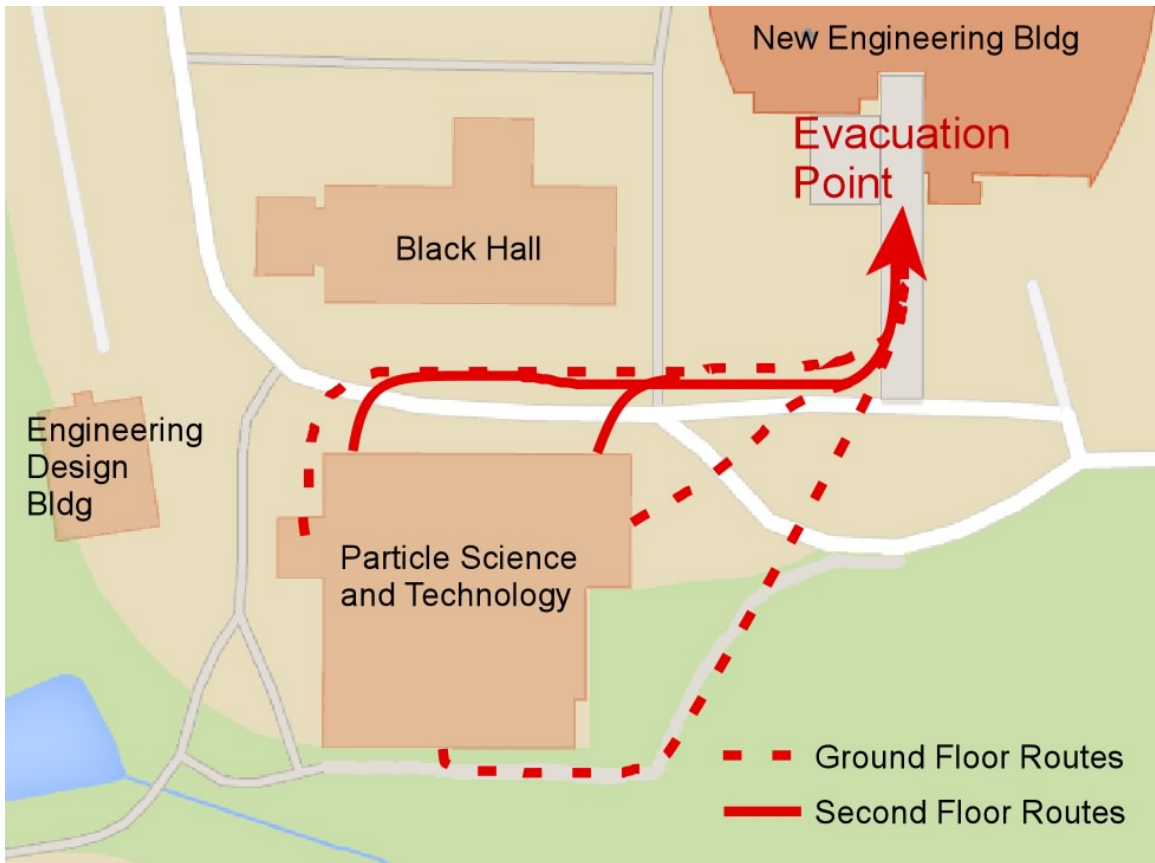 New Engineering Bldg
Evacuation
Point
Black Hall
Engineering
Design
Bldg
Particle Science
and Technology
Ground Floor Routes
Second Floor Routes